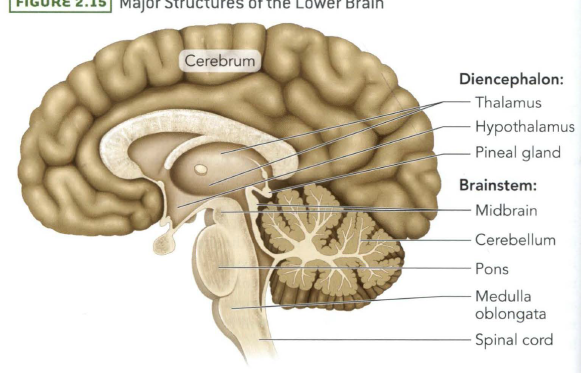 FIGURE 2.15 Major Structures of the Lower Brain
Cerebrum
Diencephalon:
Thalamus
Hypothalamus
Pineal gland
Brainstem:
Midbrain
Cerebellum
Pons
Medulla
oblongata
Spinal cord